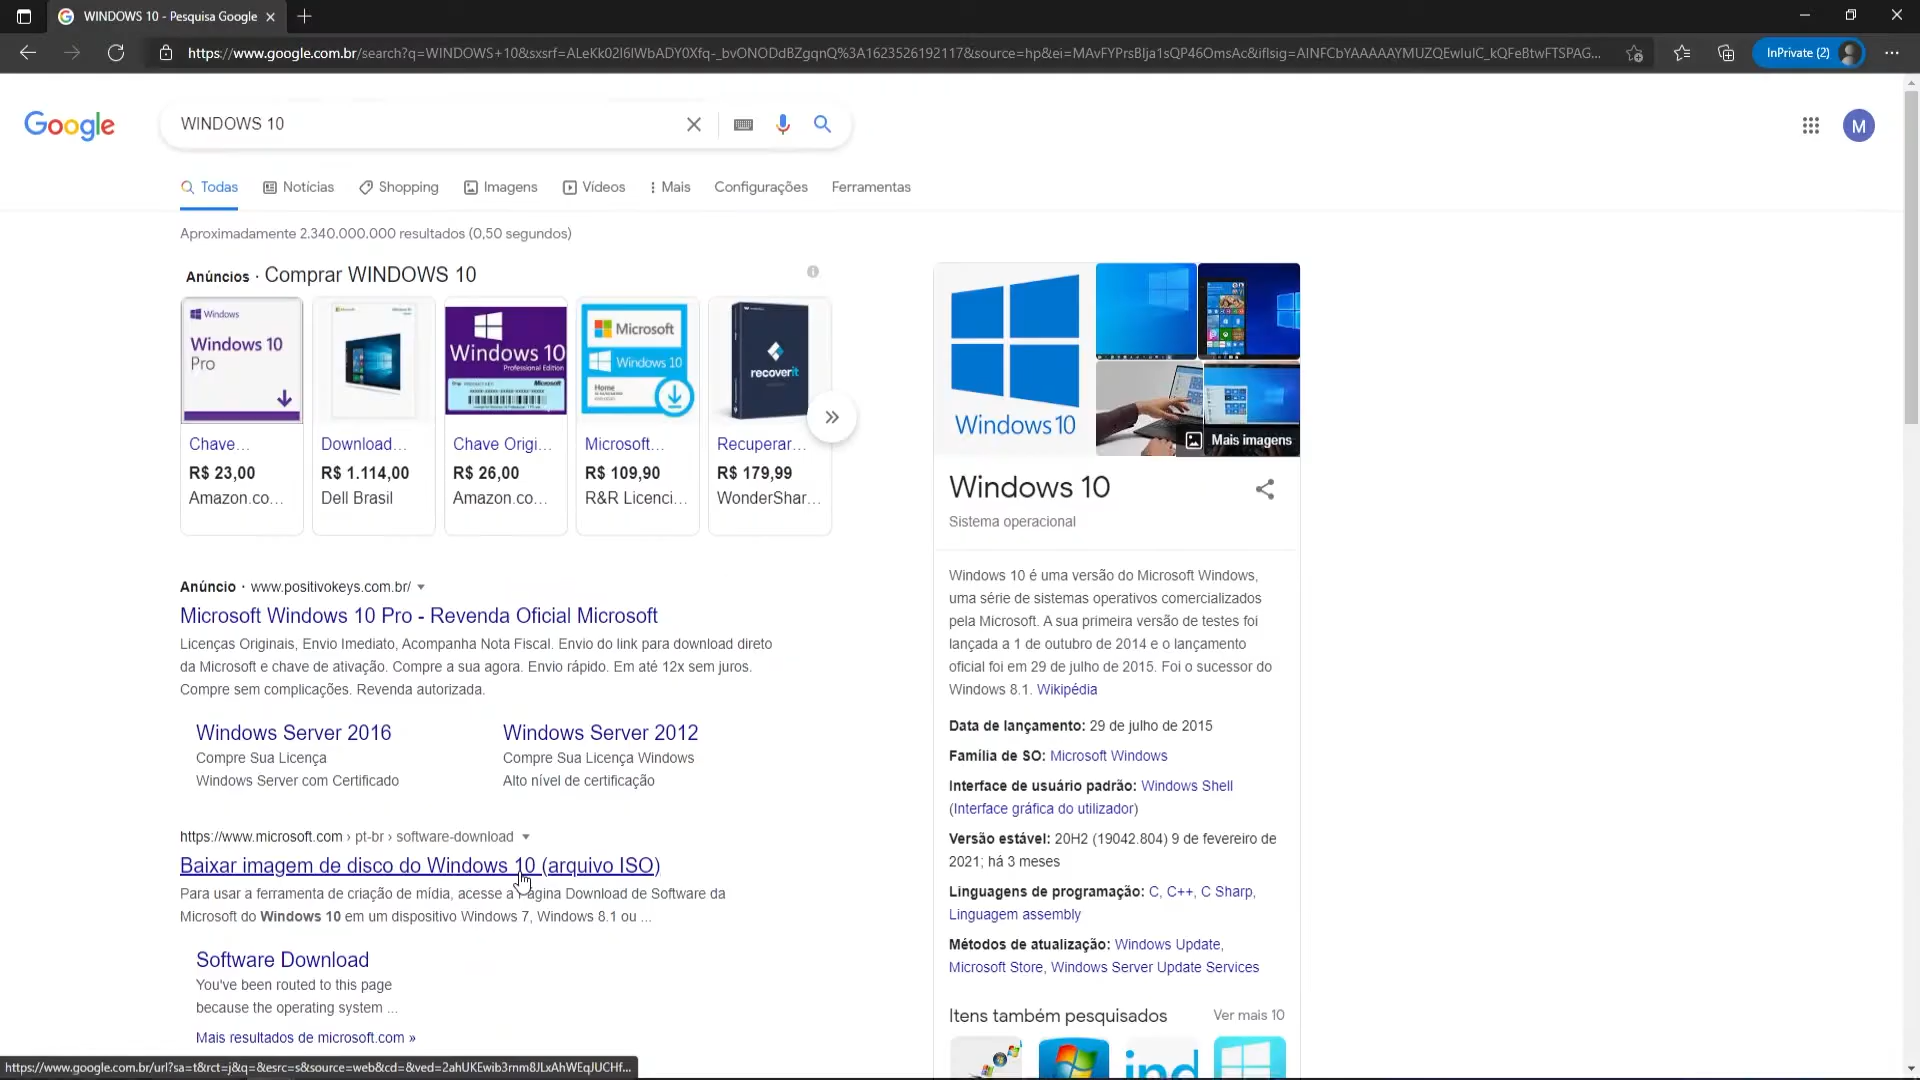 WINDOWS 10 - Pesquisa Google
https://www.google.com.br/search?q=WINDOWS+10&sxsrf=ALeKk02l6lWbADY0Xfq-_bvONODdBZgqnQ%3A1623526192117&source=hp&ei=MAvFYPrsBIja1sQP46OmsAc&iflsig=AINFCbYAAAAAYMUZQEwIulC_kQFeBtwFTSPAG...
InPrivate (2)
Google
WINDOWS 10
M
Todas
Notícias
Shopping
Imagens
Vídeos
Mais
Configurações
Ferramentas
Aproximadamente 2.340.000.000 resultados (0,50 segundos)
Anúncios · Comprar WINDOWS 10
Windows
Windows 10
Pro
Chave...
R$ 23,00
Amazon.co...
Download...
R$ 1.114,00
Dell Brasil
Windows 10
Professional Edition
Microsoft
Chave Origi...
R$ 26,00
Amazon.co...
Microsoft
Windows 10
Home
Microsoft...
R$ 109,90
R&R Licenci...
recoverit
Recuperar...
R$ 179,99
WonderShar...
Anúncio · www.positivokeys.com.br/
Microsoft Windows 10 Pro - Revenda Oficial Microsoft
Licenças Originais, Envio Imediato, Acompanha Nota Fiscal. Envio do link para download direto
da Microsoft e chave de ativação. Compre a sua agora. Envio rápido. Em até 12x sem juros.
Compre sem complicações. Revenda autorizada.
Windows Server 2016
Compre Sua Licença
Windows Server com Certificado
Windows Server 2012
Compre Sua Licença Windows
Alto nível de certificação
https://www.microsoft.com › pt-br › software-download
Baixar imagem de disco do Windows 10 (arquivo ISO)
Para usar a ferramenta de criação de mídia, acesse a Página Download de Software da
Microsoft do Windows 10 em um dispositivo Windows 7, Windows 8.1 ou ...
Software Download
You've been routed to this page
because the operating system ...
Mais resultados de microsoft.com »
https://www.google.com.br/url?sa=t&rct=j&q=&esrc=s&source=web&cd=&ved=2ahUKEwib3rnm8JLxAhWEqJUCHf...
Windows 10
Mais imagens
Windows 10
Sistema operacional
Windows 10 é uma versão do Microsoft Windows,
uma série de sistemas operativos comercializados
pela Microsoft. A sua primeira versão de testes foi
lançada a 1 de outubro de 2014 e o lançamento
oficial foi em 29 de julho de 2015. Foi o sucessor do
Windows 8.1. Wikipédia
Data de lançamento: 29 de julho de 2015
Família de SO: Microsoft Windows
Interface de usuário padrão: Windows Shell
(Interface gráfica do utilizador)
Versão estável: 20H2 (19042.804) 9 de fevereiro de
2021; há 3 meses
Linguagens de programação: C, C++, C Sharp,
Linguagem assembly
Métodos de atualização: Windows Update,
Microsoft Store, Windows Server Update Services
Itens também pesquisados
Ver mais 10